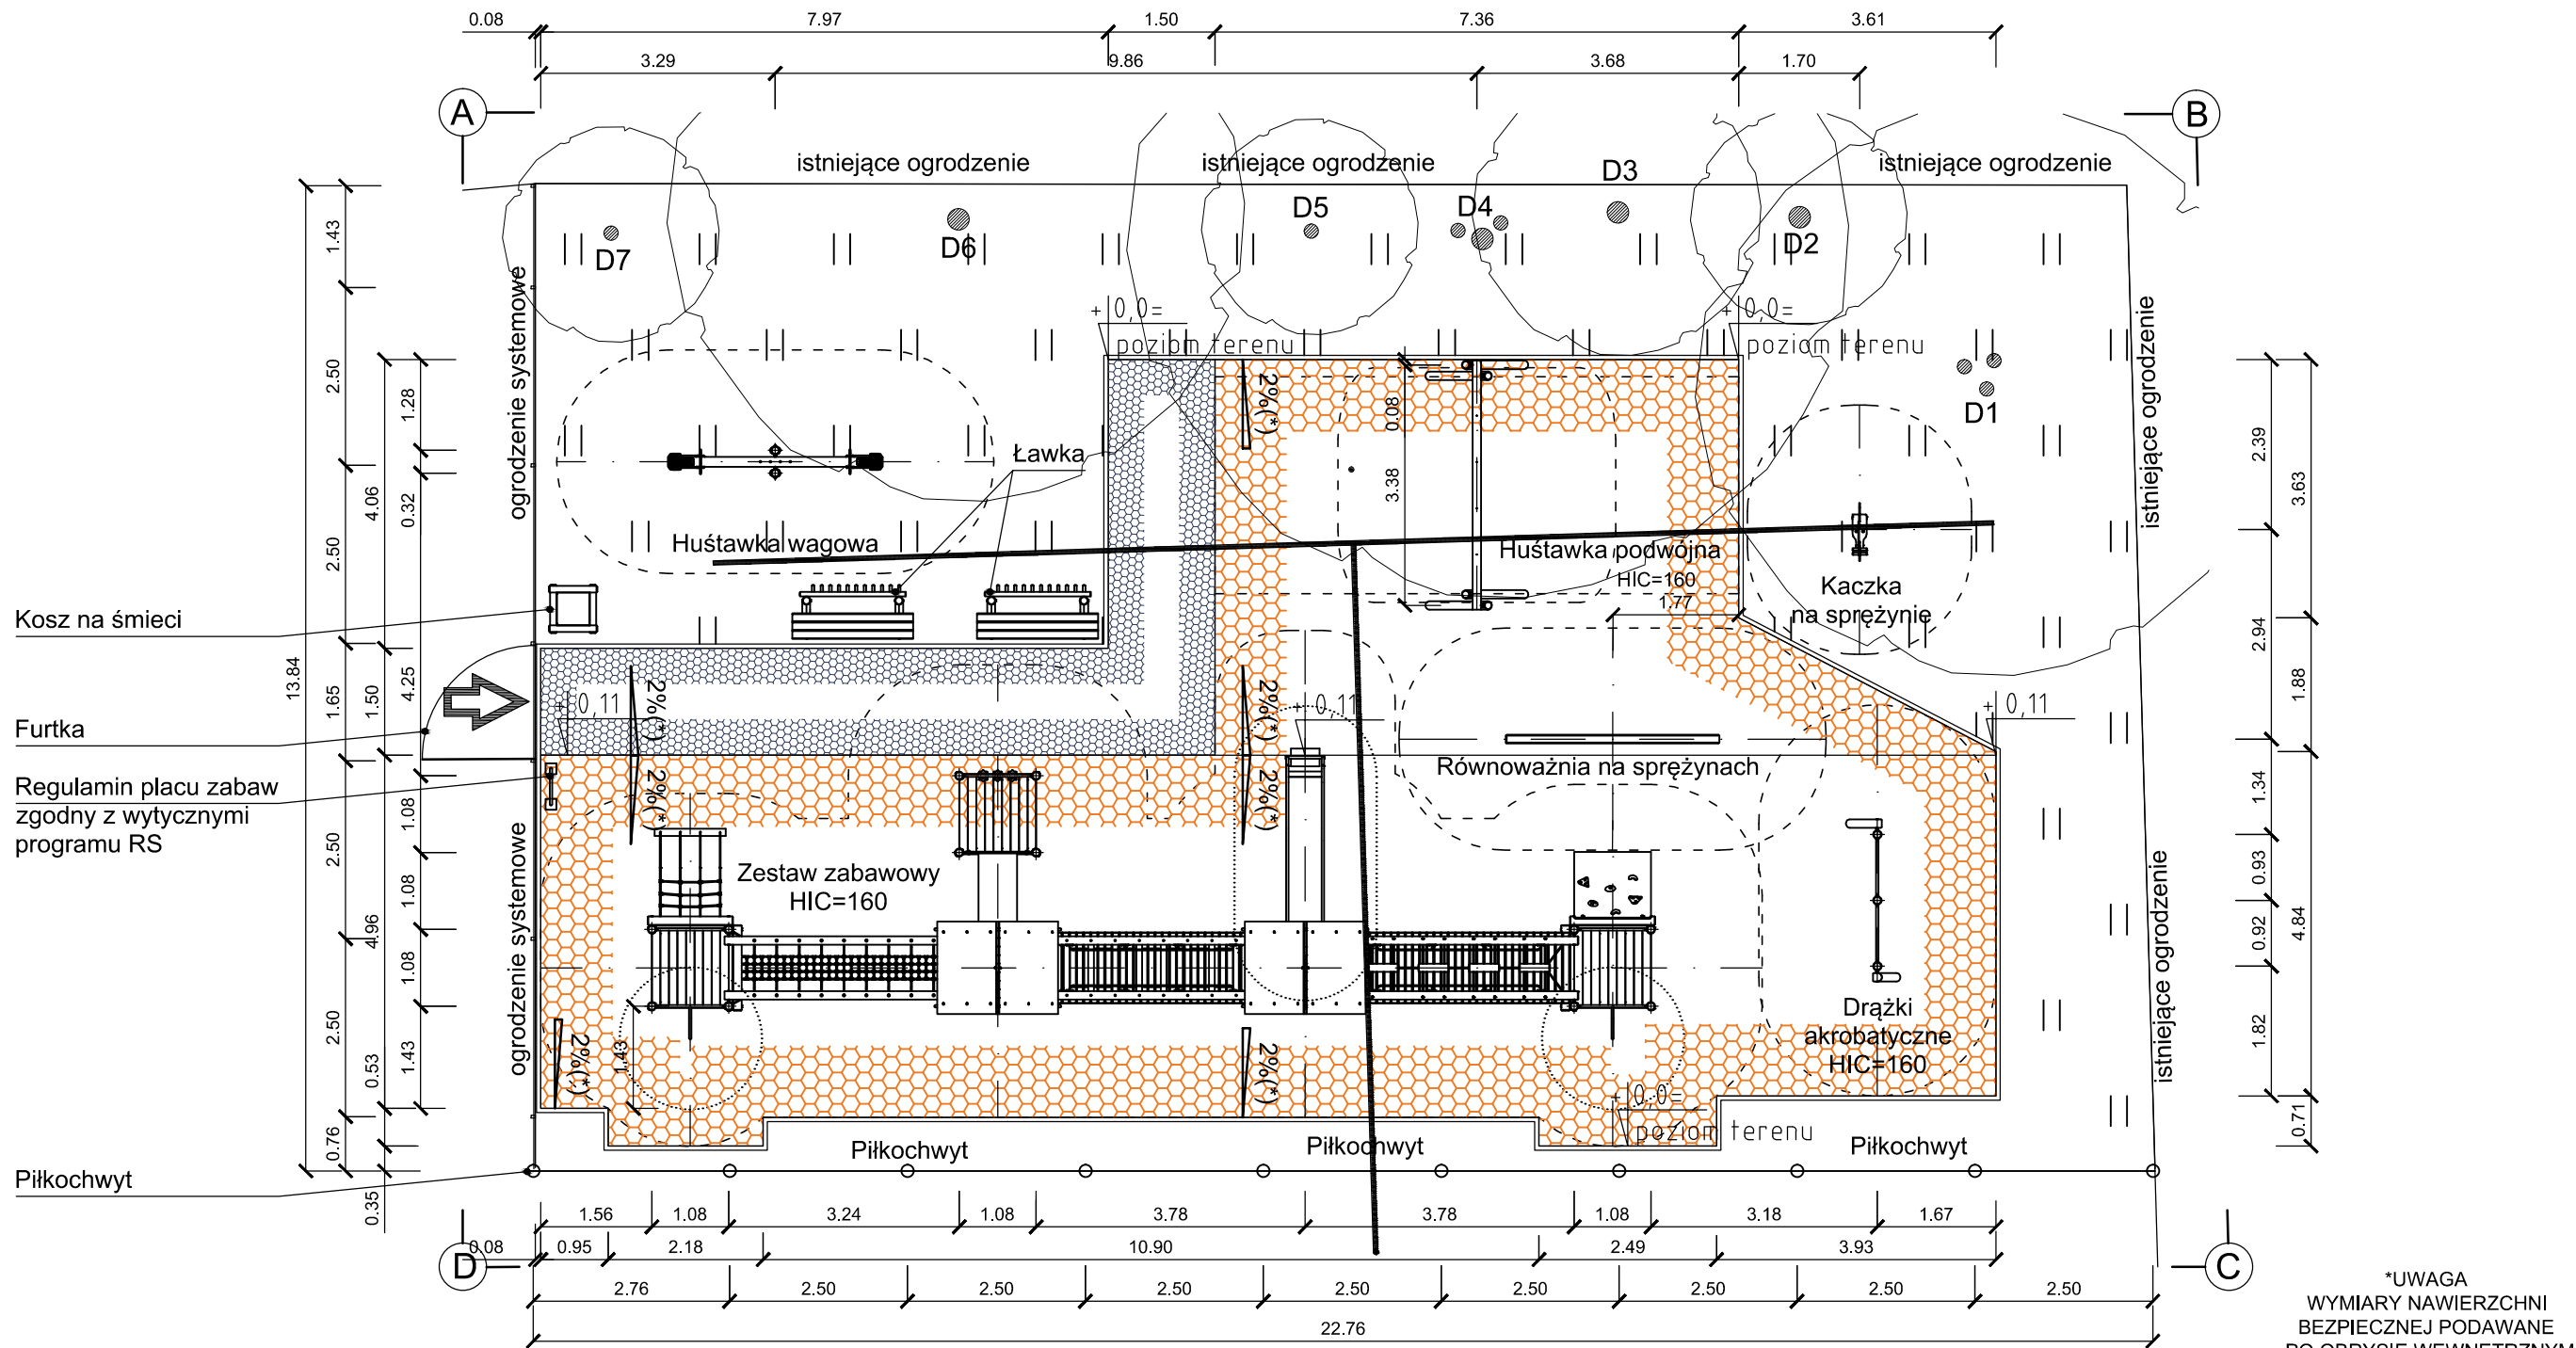 0.08 7.97 1.50 7.36 3.61
3.29 9.86 3.68 1.70
A
B
istniejące ogrodzenie
istniejące ogrodzenie
istniejące ogrodzenie
D7
D6
D5
D4
D3
D2
D1
+ 0,0=
poziom terenu
+ 0,0=
poziom terenu
ogrodzenie systemowe
istniejące ogrodzenie
Ławka
Huśtawka wagowa
Huśtawka podwójna
HIC=160
1.77
0.08
3.38
Kaczka
na sprężynie
Kosz na śmieci
Furtka
Regulamin placu zabaw
zgodny z wytycznymi
programu RS
Piłkochwyt
+ 0,11
+ 0,11
+ 0,11
2%(*)
2%(*)
2%(*)
2%(*)
2%(*)
2%(*)
2%(*)
Równoważnia na sprężynach
Zestaw zabawowy
HIC=160
ogrodzenie systemowe
istniejące ogrodzenie
Drążki
akrobatyczne
HIC=160
1.43
+ 0,0=
poziom terenu
Piłkochwyt
Piłkochwyt
Piłkochwyt
13.84
1.43
2.50
2.50
1.65
2.50
2.50
0.76
4.06
1.50
4.96
0.53
0.35
1.28
0.32
4.25
1.08
1.08
1.08
1.43
2.39
2.94
1.34
0.93
0.92
1.82
3.63
1.88
4.84
0.71
1.56 1.08 3.24 1.08 3.78 3.78 1.08 3.18 1.67
0.08 0.95 2.18 10.90 2.49 3.93
D
C
2.76 2.50 2.50 2.50 2.50 2.50 2.50 2.50 2.50
22.76
*UWAGA
WYMIARY NAWIERZCHNI
BEZPIECZNEJ PODAWANE
PO OBRYSIE WEWNĘTRZNYM